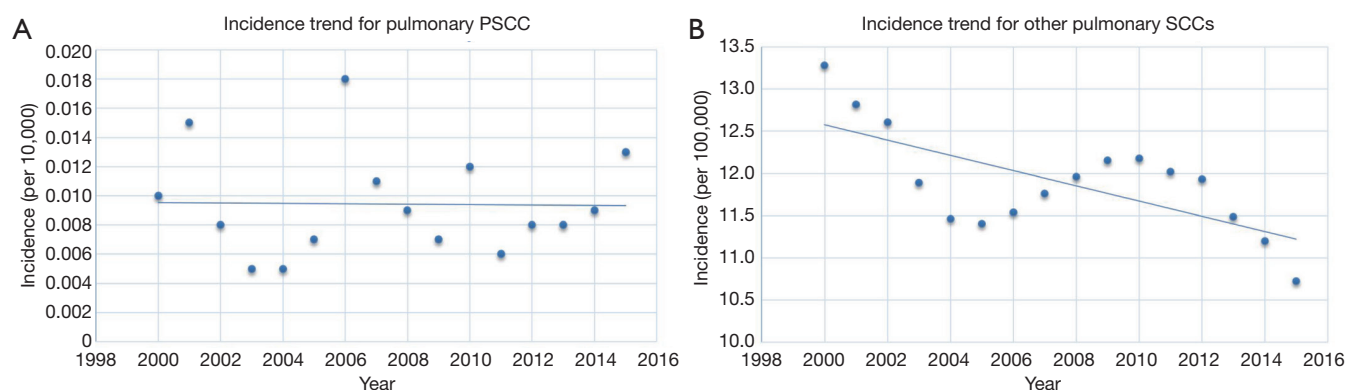 A
Incidence trend for pulmonary PSCC
Incidence (per 10,000)
0.020
0.018
0.016
0.014
0.012
0.010
0.008
0.006
0.004
0.002
0
1998 2000 2002 2004 2006 2008 2010 2012 2014 2016
Year
B
Incidence trend for other pulmonary SCCs
Incidence (per 100,000)
13.5
13.0
12.5
12.0
11.5
11.0
10.5
10.0
1998 2000 2002 2004 2006 2008 2010 2012 2014 2016
Year